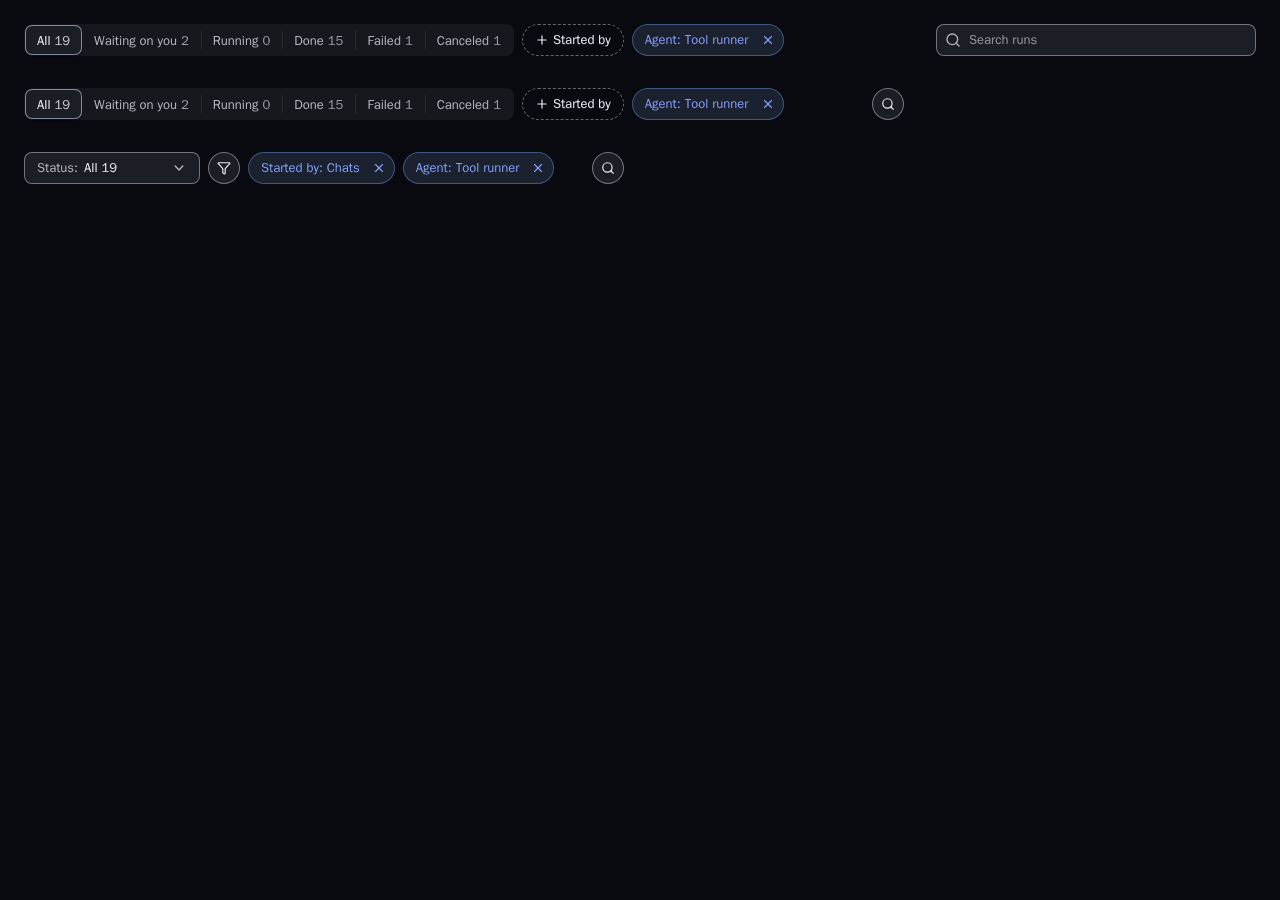 All 19 Waiting on you 2 Running 0 Done 15 Failed 1 Canceled 1 + Started by Agent: Tool runner Search runs
All 19 Waiting on you 2 Running 0 Done 15 Failed 1 Canceled 1 + Started by Agent: Tool runner
Status: All 19 Started by: Chats Agent: Tool runner